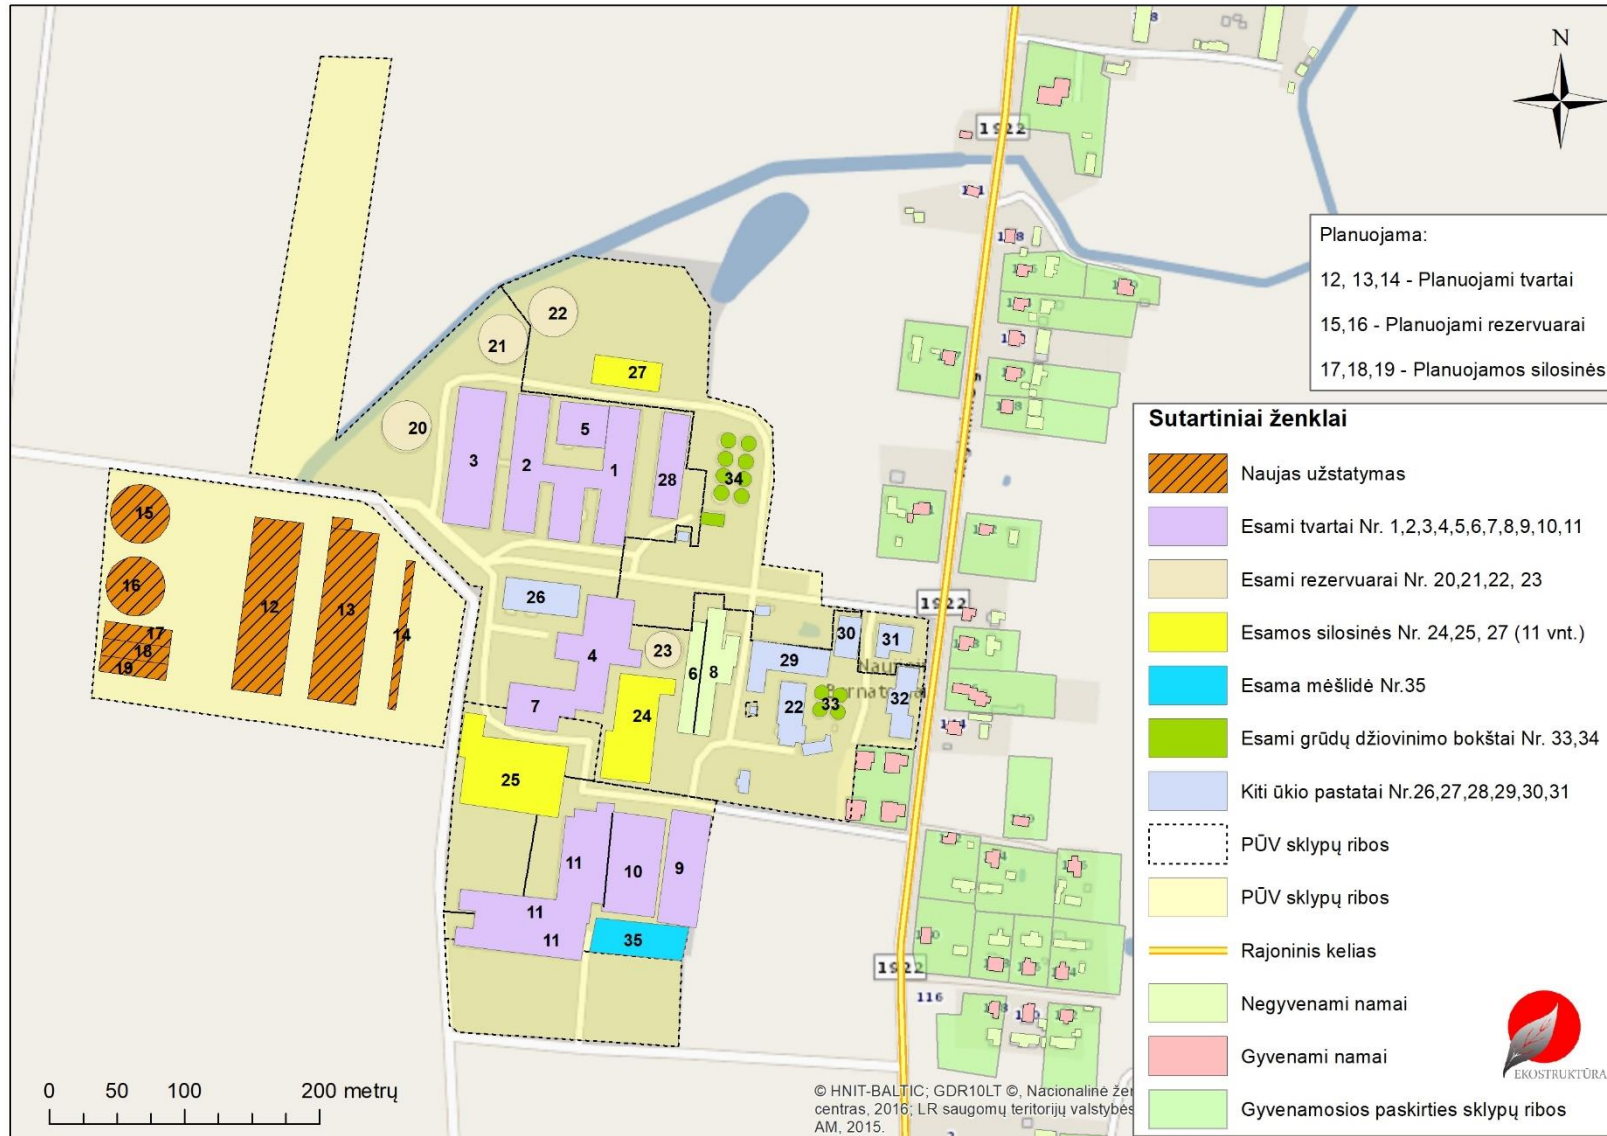 N
1922
Planuojama:
12, 13,14 - Planuojami tvartai
15,16 - Planuojami rezervuarai
17,18,19 - Planuojamos silosinės
22
21
27
20
5
3
2
1
28
34
15
16
12
13
14
17
18
19
26
4
23
6
8
7
24
25
29
30
31
22
33
32
1922
11
10
9
11
11
35
1922
116
Sutartiniai ženklai
Naujas užstatymas
Esami tvartai Nr. 1,2,3,4,5,6,7,8,9,10,11
Esami rezervuarai Nr. 20,21,22, 23
Esamos silosinės Nr. 24,25, 27 (11 vnt.)
Esama mėšlidė Nr.35
Esami grūdų džiovinimo bokštai Nr. 33,34
Kiti ūkio pastatai Nr.26,27,28,29,30,31
PŪV sklypų ribos
PŪV sklypų ribos
Rajoninis kelias
Negyvenami namai
Gyvenami namai
Gyvenamosios paskirties sklypų ribos
EKOSTRUKTŪRA
0 50 100 200 metrų
© HNIT-BALTIC; GDR10LT ©, Nacionalinė
centras, 2016; LR saugomų teritorijų valstybės
AM, 2015.